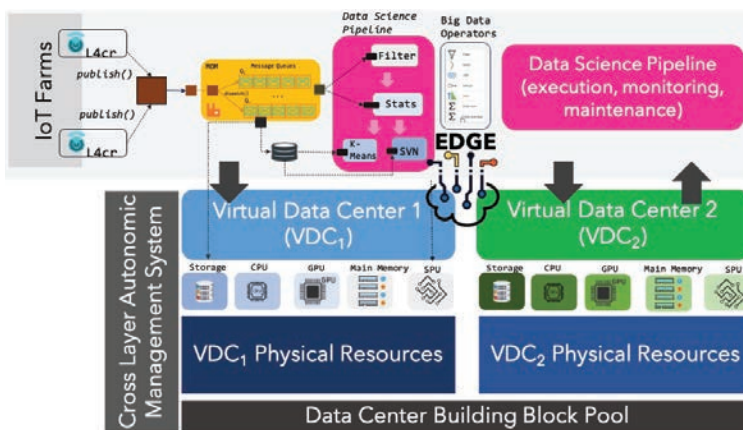 IoT Farms
L4cr
publish()
publish()
L4cr
MOM
Message Queues
Data Science
Pipeline
Filter
Stats
K-
Means
SVN
Big Data
Operators
Data Science Pipeline
(execution, monitoring,
maintenance)
EDGE
Cross Layer Autonomic
Management System
Virtual Data Center 1
(VDC₁)
Virtual Data Center 2
(VDC₂)
Storage
CPU
GPU
Main Memory
SPU
GPU
Storage
CPU
GPU
Main Memory
SPU
GPU
VDC₁ Physical Resources
VDC₂ Physical Resources
Data Center Building Block Pool